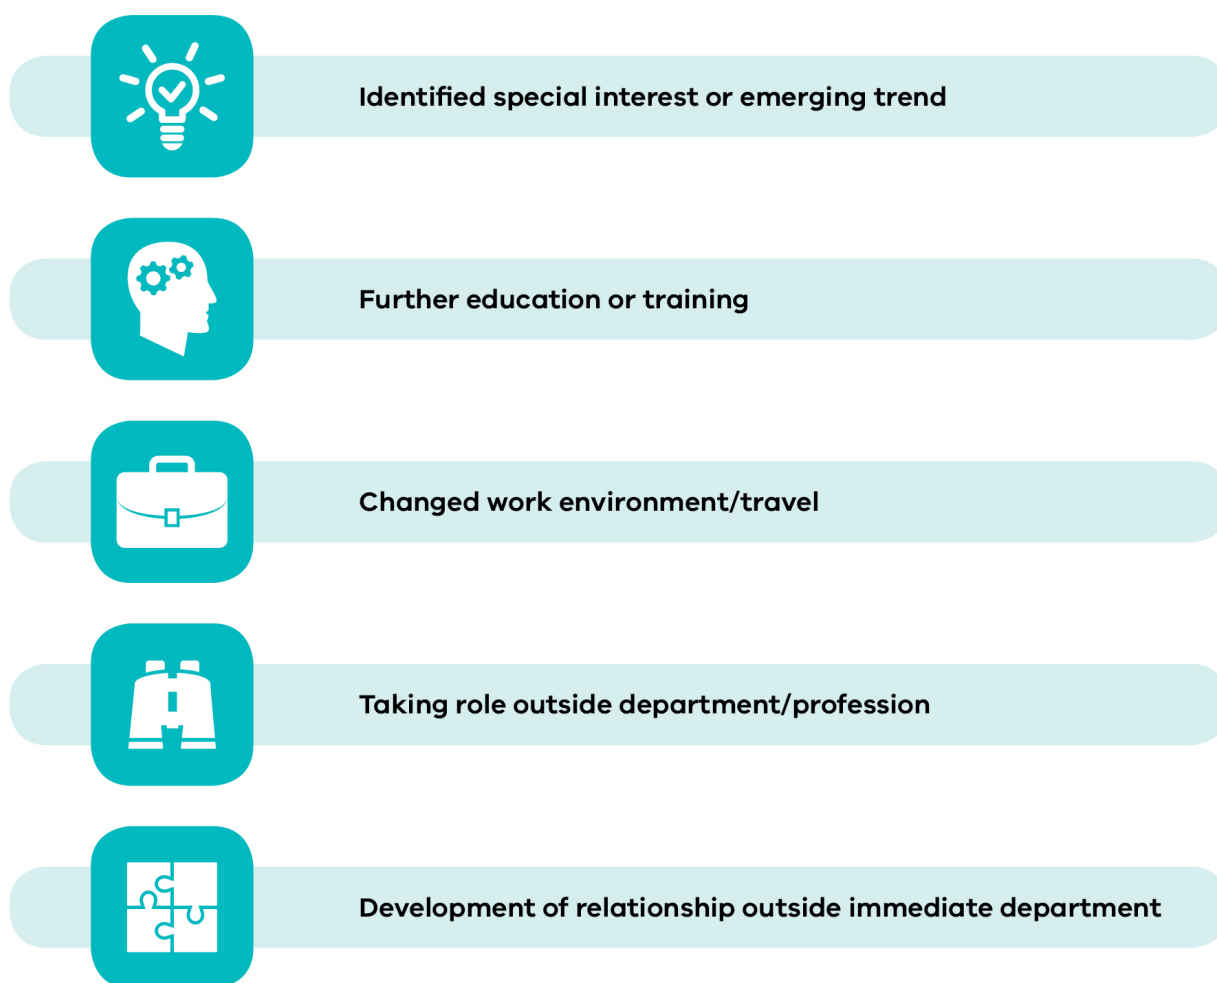 Identified special interest or emerging trend
Further education or training
Changed work environment/travel
Taking role outside department/profession
Development of relationship outside immediate department